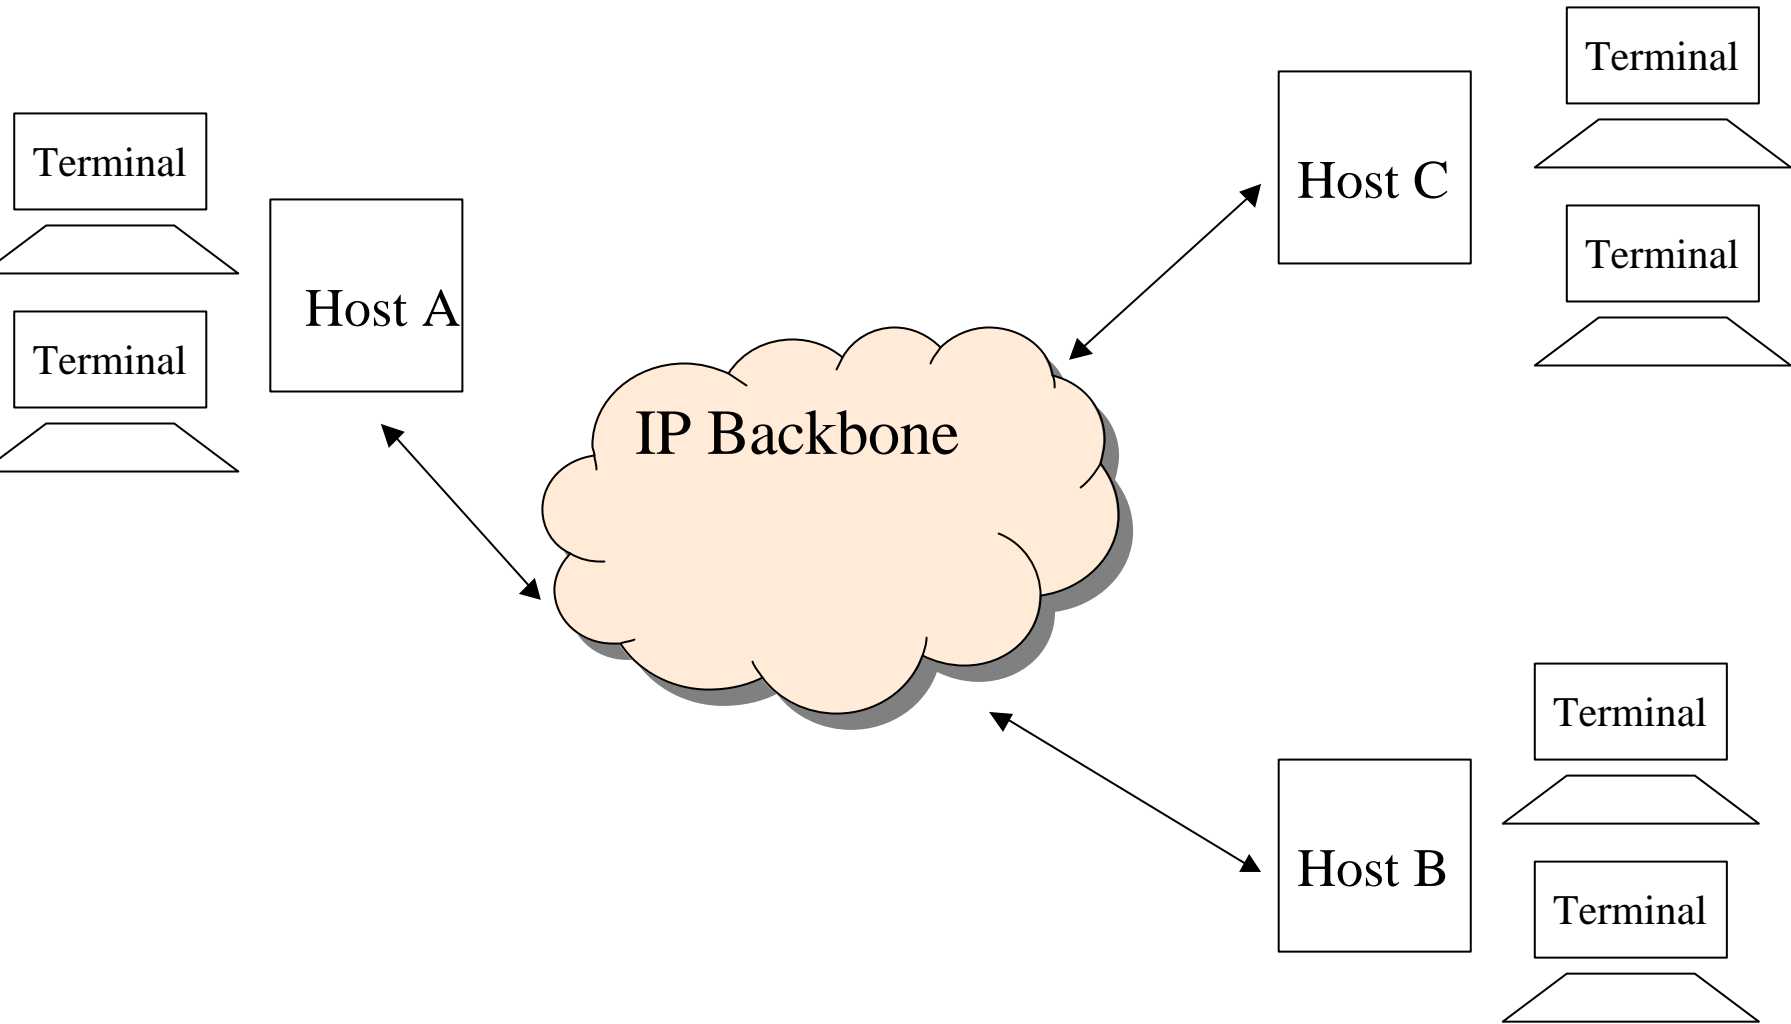 Terminal
Terminal
Host A
IP Backbone
Host C
Terminal
Terminal
Host B
Terminal
Terminal